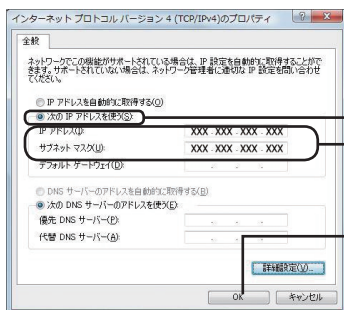 インターネット プロトコル バージョン 4 (TCP/IPv4)のプロパティ
全般
ネットワークでこの機能がサポートされている場合は、IP 設定を自動的に取得することがで
きます。サポートされていない場合は、ネットワーク管理者に適切な IP 設定を問い合わせ
てください。
IP アドレスを自動的に取得する(O)
次の IP アドレスを使う(S):
IP アドレス(I):
XXX . XXX . XXX . XXX
サブネット マスク(U):
XXX . XXX . XXX . XXX
デフォルト ゲートウェイ(D):
. . .
DNS サーバーのアドレスを自動的に取得する(B)
次の DNS サーバーのアドレスを使う(E):
優先 DNS サーバー(P):
. . .
代替 DNS サーバー(A):
. . .
詳細設定(V)...
OK
キャンセル